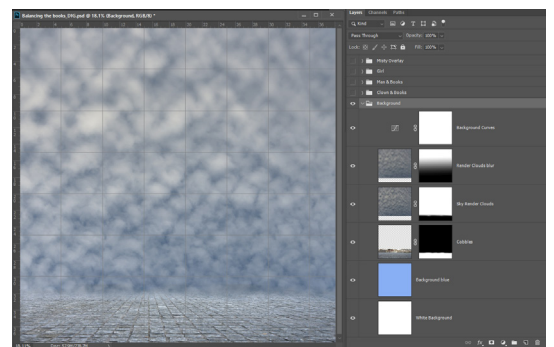 Balancing the books_DYG.psd @ 18.1% (Background, RGB/8) *
Layers Channels Paths
Kind
Pass Through Opacity: 100%
Lock: Fill: 100%
Misty Overlay
Girl
Man & Books
Clown & Books
Background
Background Curves
Render Clouds blur
Sky Render Clouds
Cobbles
Background blue
White Background